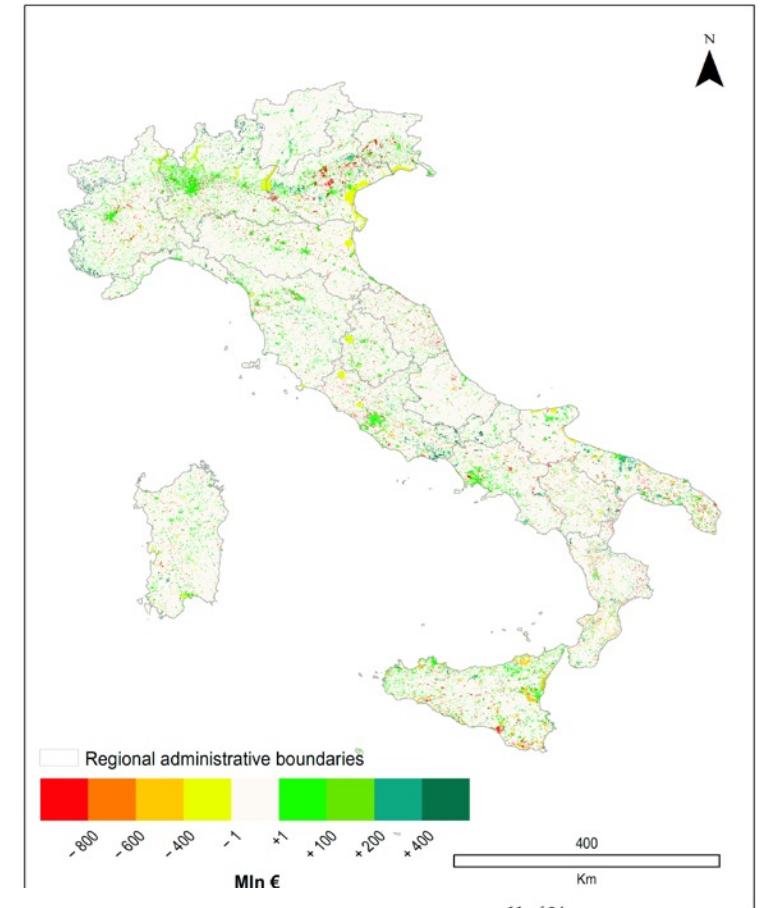 N
Regional administrative boundaries
- 800
- 600
- 400
- 1
+1
+100
+200
+400
Mln €
400
Km